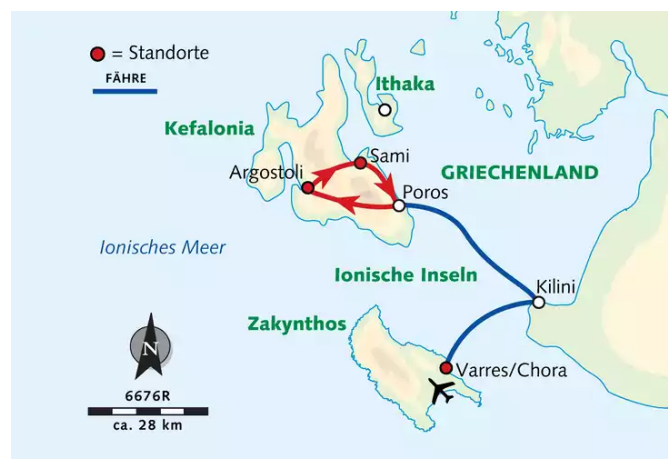 = Standorte
FÄHRE
Ithaka
Kefalonia
Sami
Argostoli
GRIECHENLAND
Poros
Ionisches Meer
Ionische Inseln
Kilini
Zakynthos
N
Varres/Chora
6676R
ca. 28 km